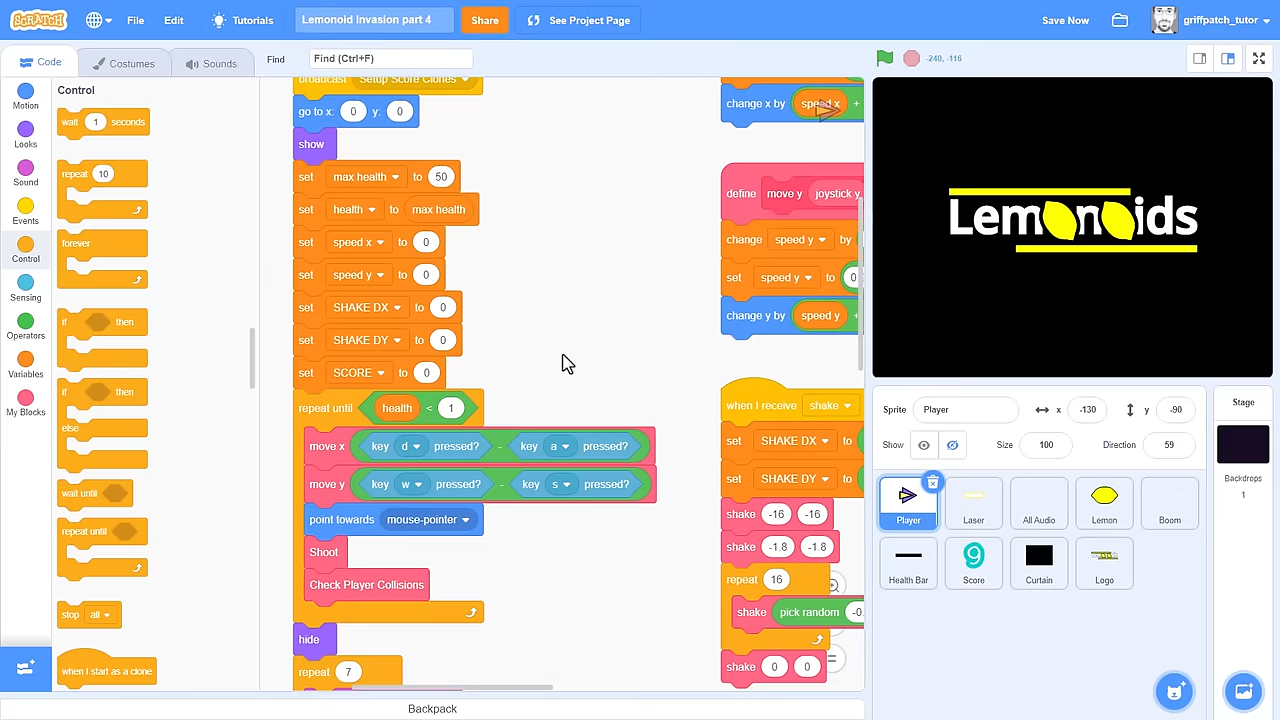 SCRATCH
File
Edit
Tutorials
Lemonoid Invasion part 4
Share
See Project Page
Save Now
griffpatch_tutor
Code
Costumes
Sounds
Find
Find (Ctrl+F)
-240, -116
Motion
Looks
Sound
Events
Control
Sensing
Operators
Variables
My Blocks
Control
wait 1 seconds
repeat 10
forever
if then
if then
else
wait until
repeat until
stop all
when I start as a clone
broadcast Setup Score Clones
go to x: 0 y: 0
show
set max health to 50
set health to max health
set speed x to 0
set speed y to 0
set SHAKE DX to 0
set SHAKE DY to 0
set SCORE to 0
repeat until health < 1
move x key d pressed? - key a pressed?
move y key w pressed? - key s pressed?
point towards mouse-pointer
Shoot
Check Player Collisions
hide
repeat 7
change x by speed x +
define move y joystick y
change speed y by
set speed y to 0
change y by speed y +
when I receive shake
set SHAKE DX
set SHAKE DY
shake -16 -16
shake -1.8 -1.8
repeat 16
shake pick random -0.
shake 0 0
Lemonoids
Sprite Player x -130 y -90
Show Size 100 Direction 59
Player
Laser
All Audio
Lemon
Boom
Health Bar
Score
Curtain
Logo
Stage
Backdrops
1
Backpack